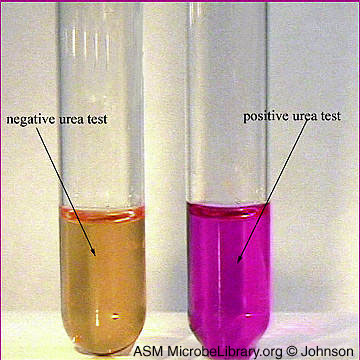 negative urea test
positive urea test
ASM MicrobeLibrary.org © Johnson